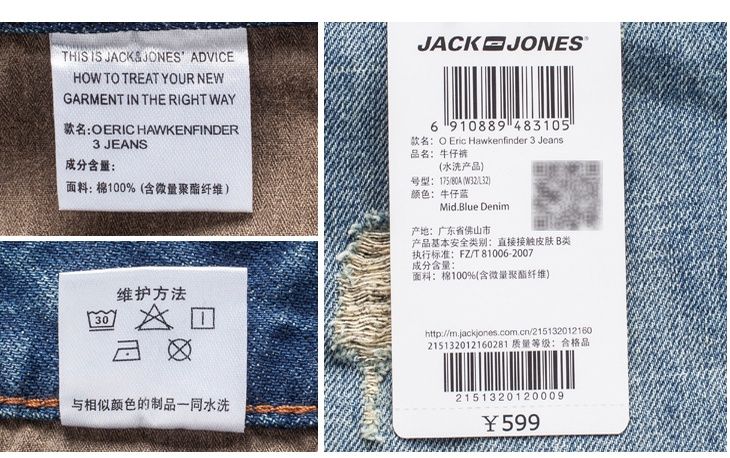 THIS IS JACK&JONES' ADVICE
HOW TO TREAT YOUR NEW
GARMENT IN THE RIGHT WAY
款名:O ERIC HAWKENFINDER
3 JEANS
成分含量:
面料: 棉100% (含微量聚酯纤维)
维护方法
30
与相似颜色的制品一同水洗
JACK JONES®
6 910889 483105
款名: O Eric Hawkenfinder 3 Jeans
品名: 牛仔裤
(水洗产品)
号型: 175/80A (W32/L32)
颜色: 牛仔蓝
Mid.Blue Denim
产地: 广东省佛山市
产品基本安全类别: 直接接触皮肤 B类
执行标准: FZ/T 81006-2007
成分含量:
面料: 棉100%(含微量聚酯纤维)
http://m.jackjones.com.cn/215132012160
215132012160281 质量等级: 合格品
2151320120009
¥599